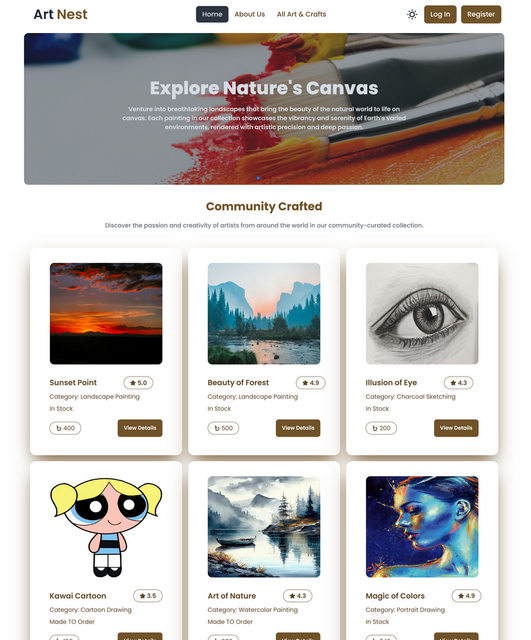 Art Nest
Home
About Us
All Art & Crafts
Log In
Register
Explore Nature's Canvas
Venture into breathtaking landscapes that bring the beauty of the natural world to life on
canvas. Each painting in our collection showcases the vibrancy and serenity of Earth's varied
environments, rendered with artistic precision and deep passion.
Community Crafted
Discover the passion and creativity of artists from around the world in our community-curated collection.
Sunset Point
★ 5.0
Category: Landscape Painting
In Stock
৳ 400
View Details
Beauty of Forest
★ 4.9
Category: Landscape Painting
In Stock
৳ 500
View Details
Illusion of Eye
★ 4.3
Category: Charcoal Sketching
In Stock
৳ 200
View Details
Kawai Cartoon
★ 3.5
Category: Cartoon Drawing
Made TO Order
Art of Nature
★ 4.3
Category: Watercolor Painting
Made TO Order
Magic of Colors
★ 4.9
Category: Portrait Drawing
In Stock